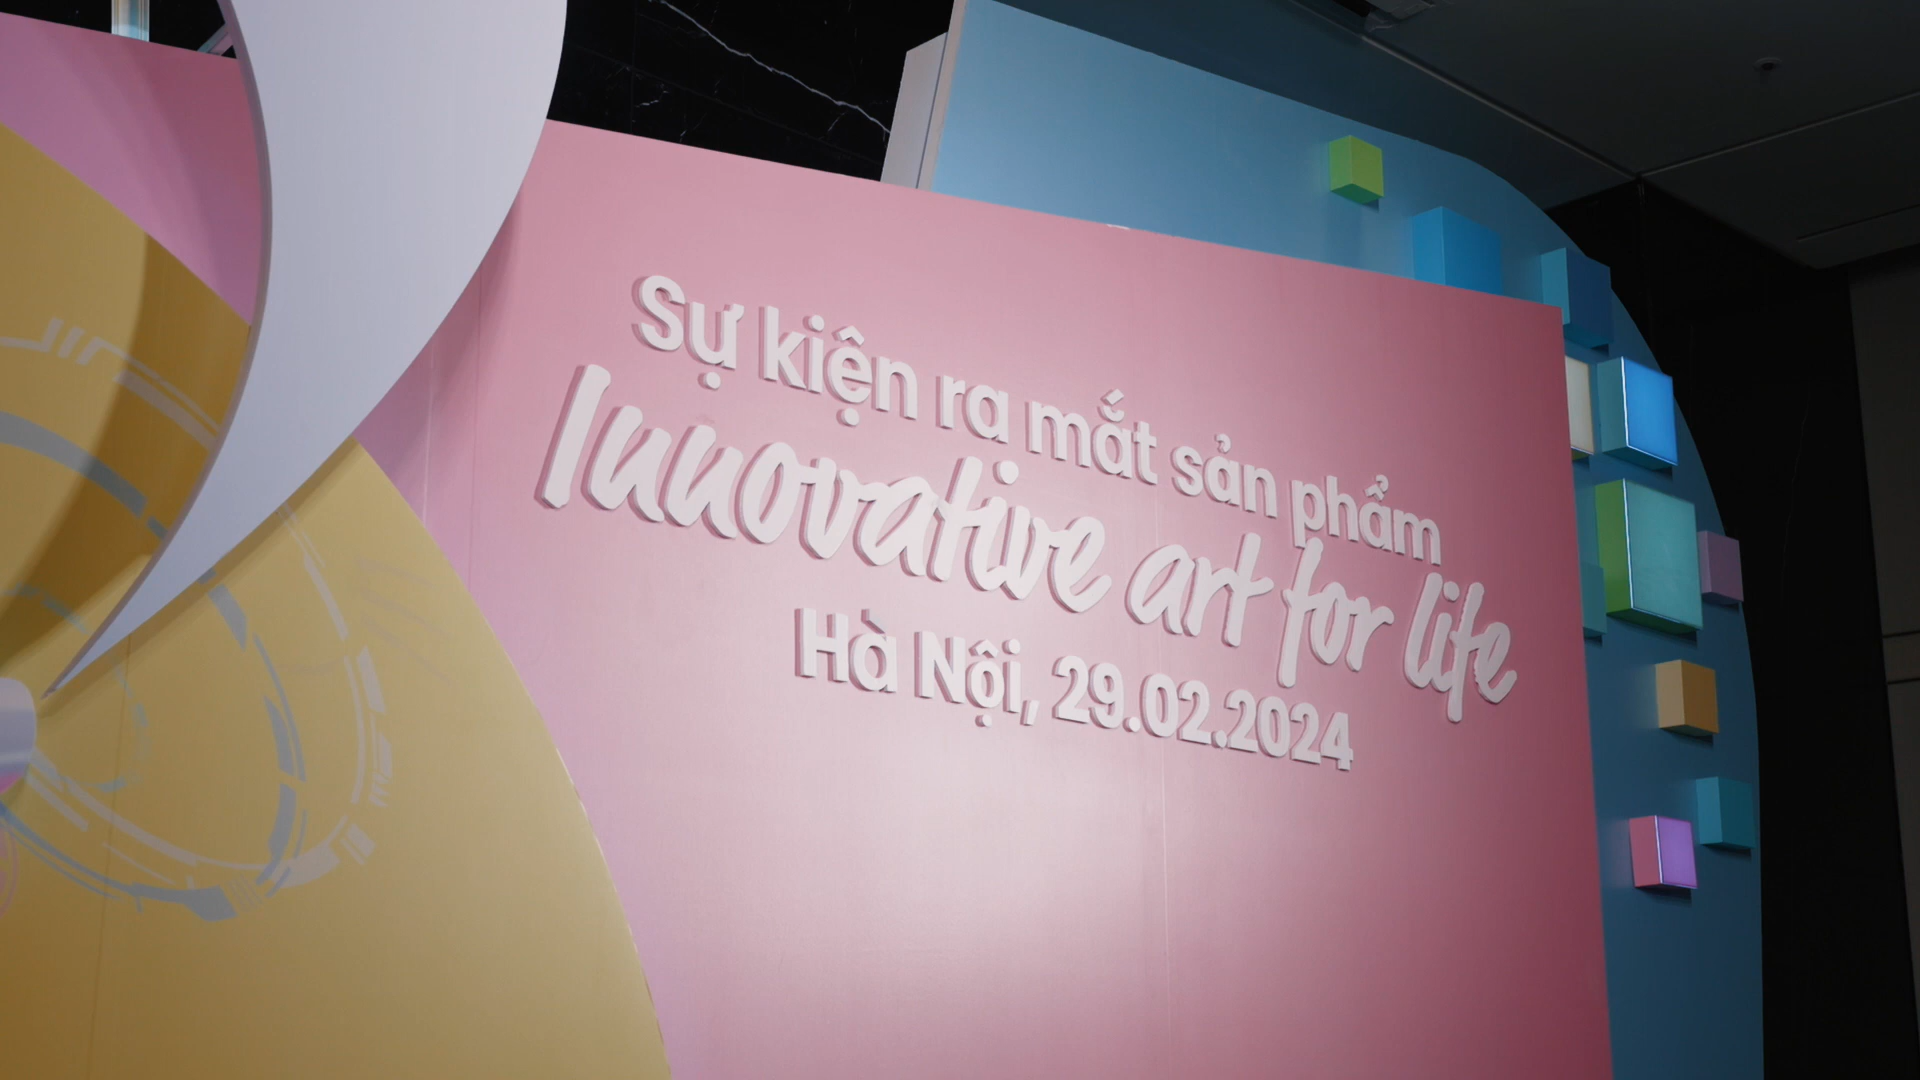 Sự kiện ra mắt sản phẩm
Innovative art for life
Hà Nội, 29.02.2024